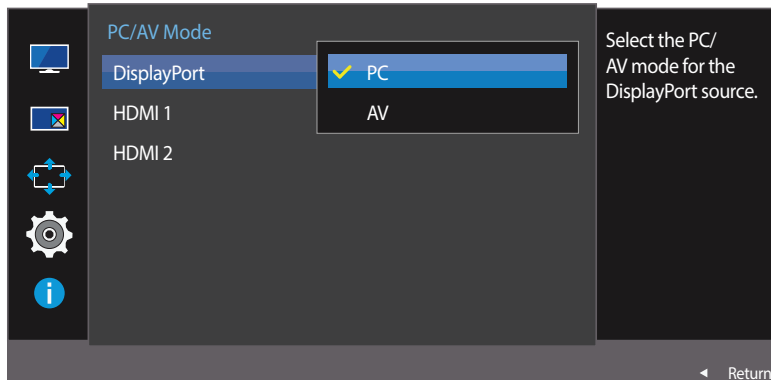 PC/AV Mode
DisplayPort
PC
HDMI 1
AV
HDMI 2
Select the PC/
AV mode for the
DisplayPort source.
Return